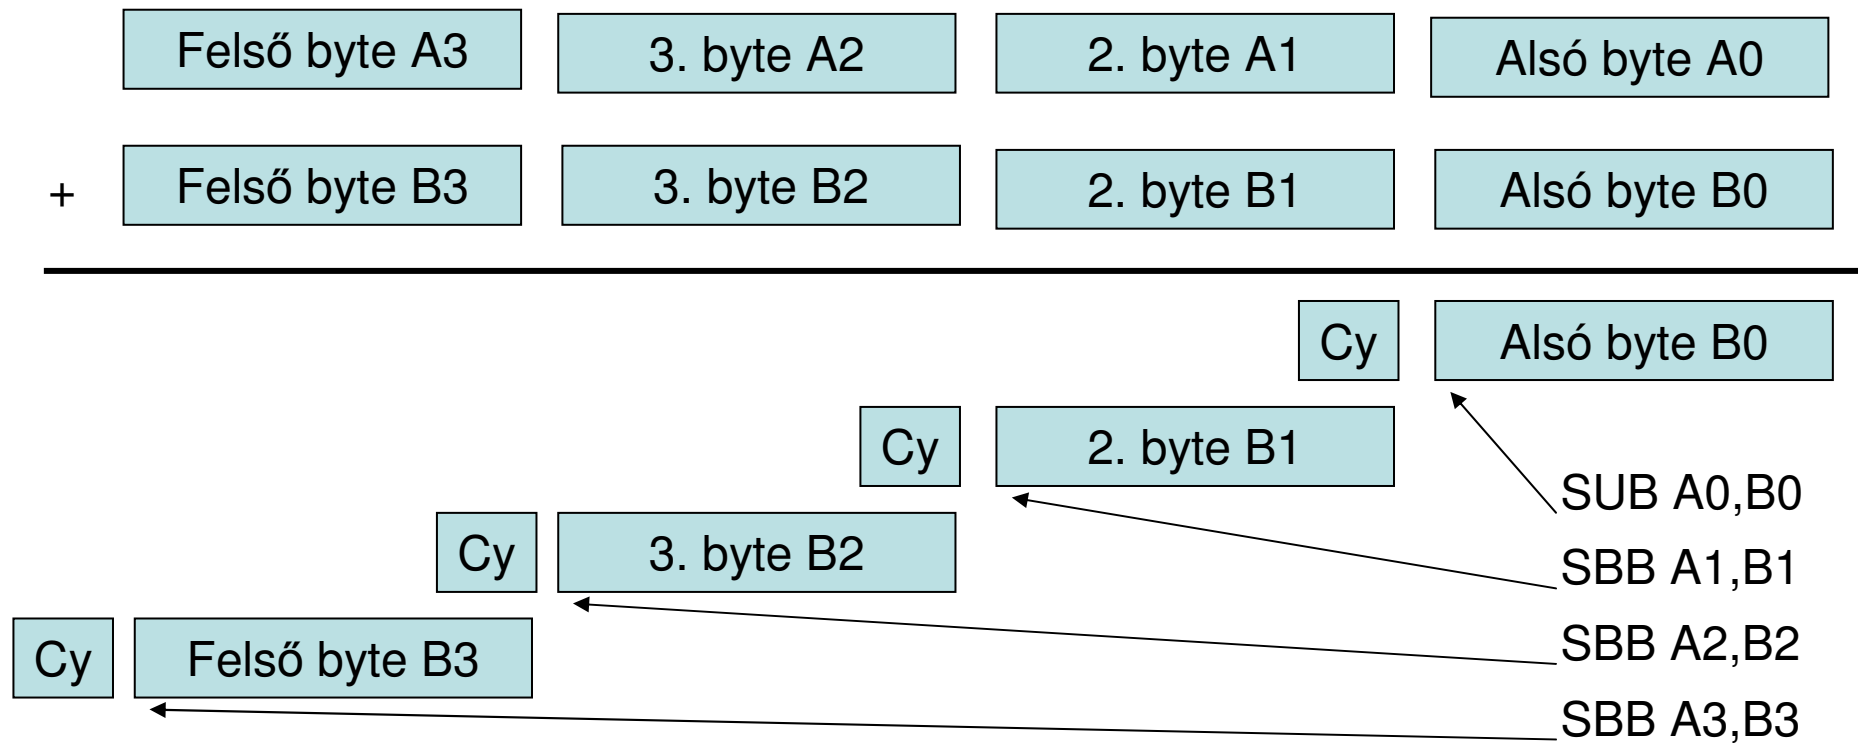 Felső byte A3 3. byte A2 2. byte A1 Alsó byte A0
+ Felső byte B3 3. byte B2 2. byte B1 Alsó byte B0
Cy Alsó byte B0
Cy 2. byte B1
SUB A0,B0
Cy 3. byte B2
SBB A1,B1
SBB A2,B2
Cy Felső byte B3
SBB A3,B3